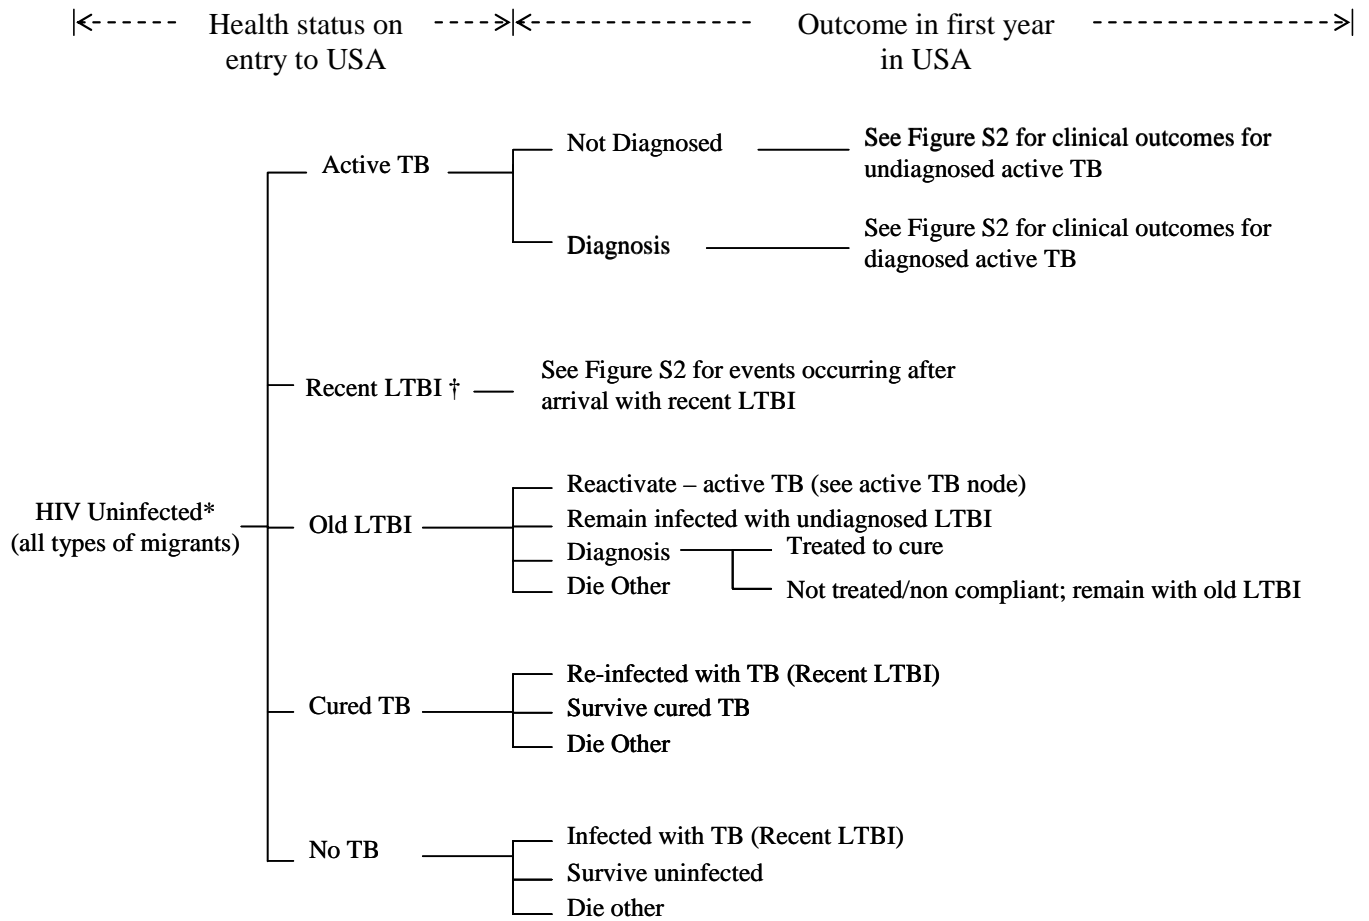 Health status on
entry to USA
Outcome in first year
in USA
Not Diagnosed
See Figure S2 for clinical outcomes for
undiagnosed active TB
Active TB
Diagnosis
See Figure S2 for clinical outcomes for
diagnosed active TB
Recent LTBI †
See Figure S2 for events occurring after
arrival with recent LTBI
HIV Uninfected*
(all types of migrants)
Old LTBI
Reactivate – active TB (see active TB node)
Remain infected with undiagnosed LTBI
Diagnosis
Treated to cure
Die Other
Not treated/non compliant; remain with old LTBI
Cured TB
Re-infected with TB (Recent LTBI)
Survive cured TB
Die Other
No TB
Infected with TB (Recent LTBI)
Survive uninfected
Die other